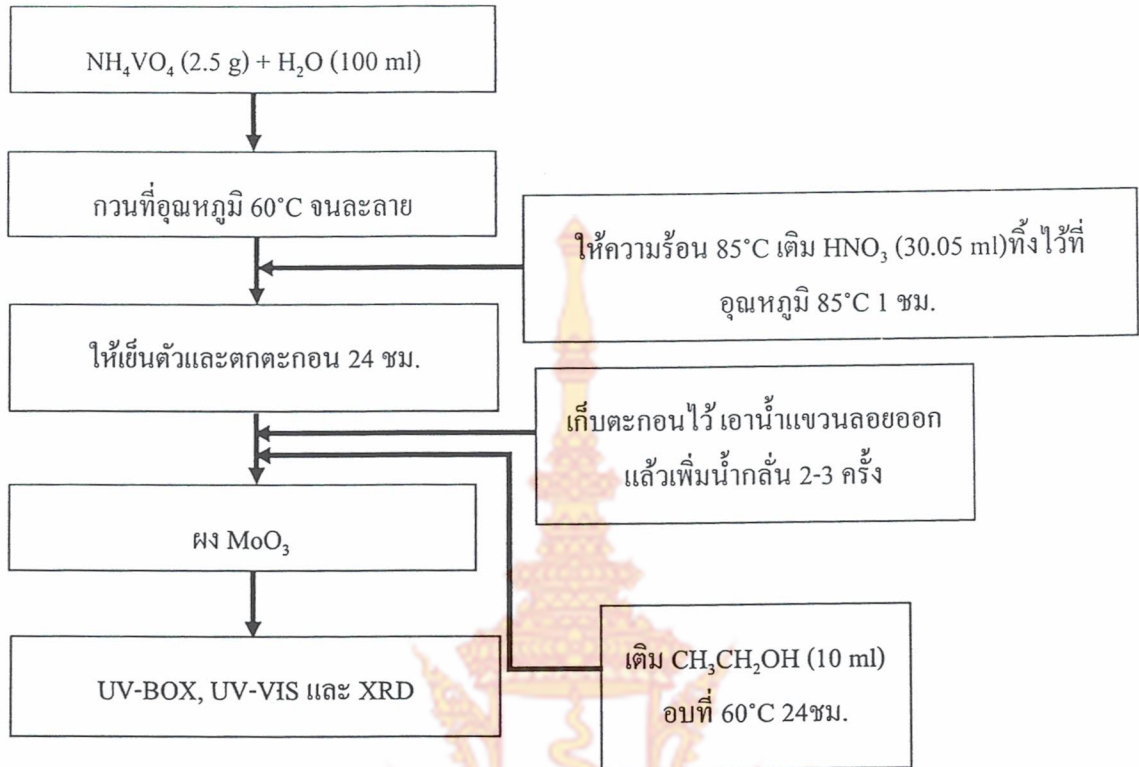 NH₄VO₄ (2.5 g) + H₂O (100 ml)
กวนที่อุณหภูมิ 60°C จนละลาย
ให้ความร้อน 85°C เติม HNO₃ (30.05 ml)ทิ้งไว้ที่
อุณหภูมิ 85°C 1 ชม.
ให้เย็นตัวและตกตะกอน 24 ชม.
เก็บตะกอนไว้ เอาน้ำแขวนลอยออก
แล้วเพิ่มน้ำกลั่น 2-3 ครั้ง
ผง MoO₃
เติม CH₃CH₂OH (10 ml)
อบที่ 60°C 24ชม.
UV-BOX, UV-VIS และ XRD